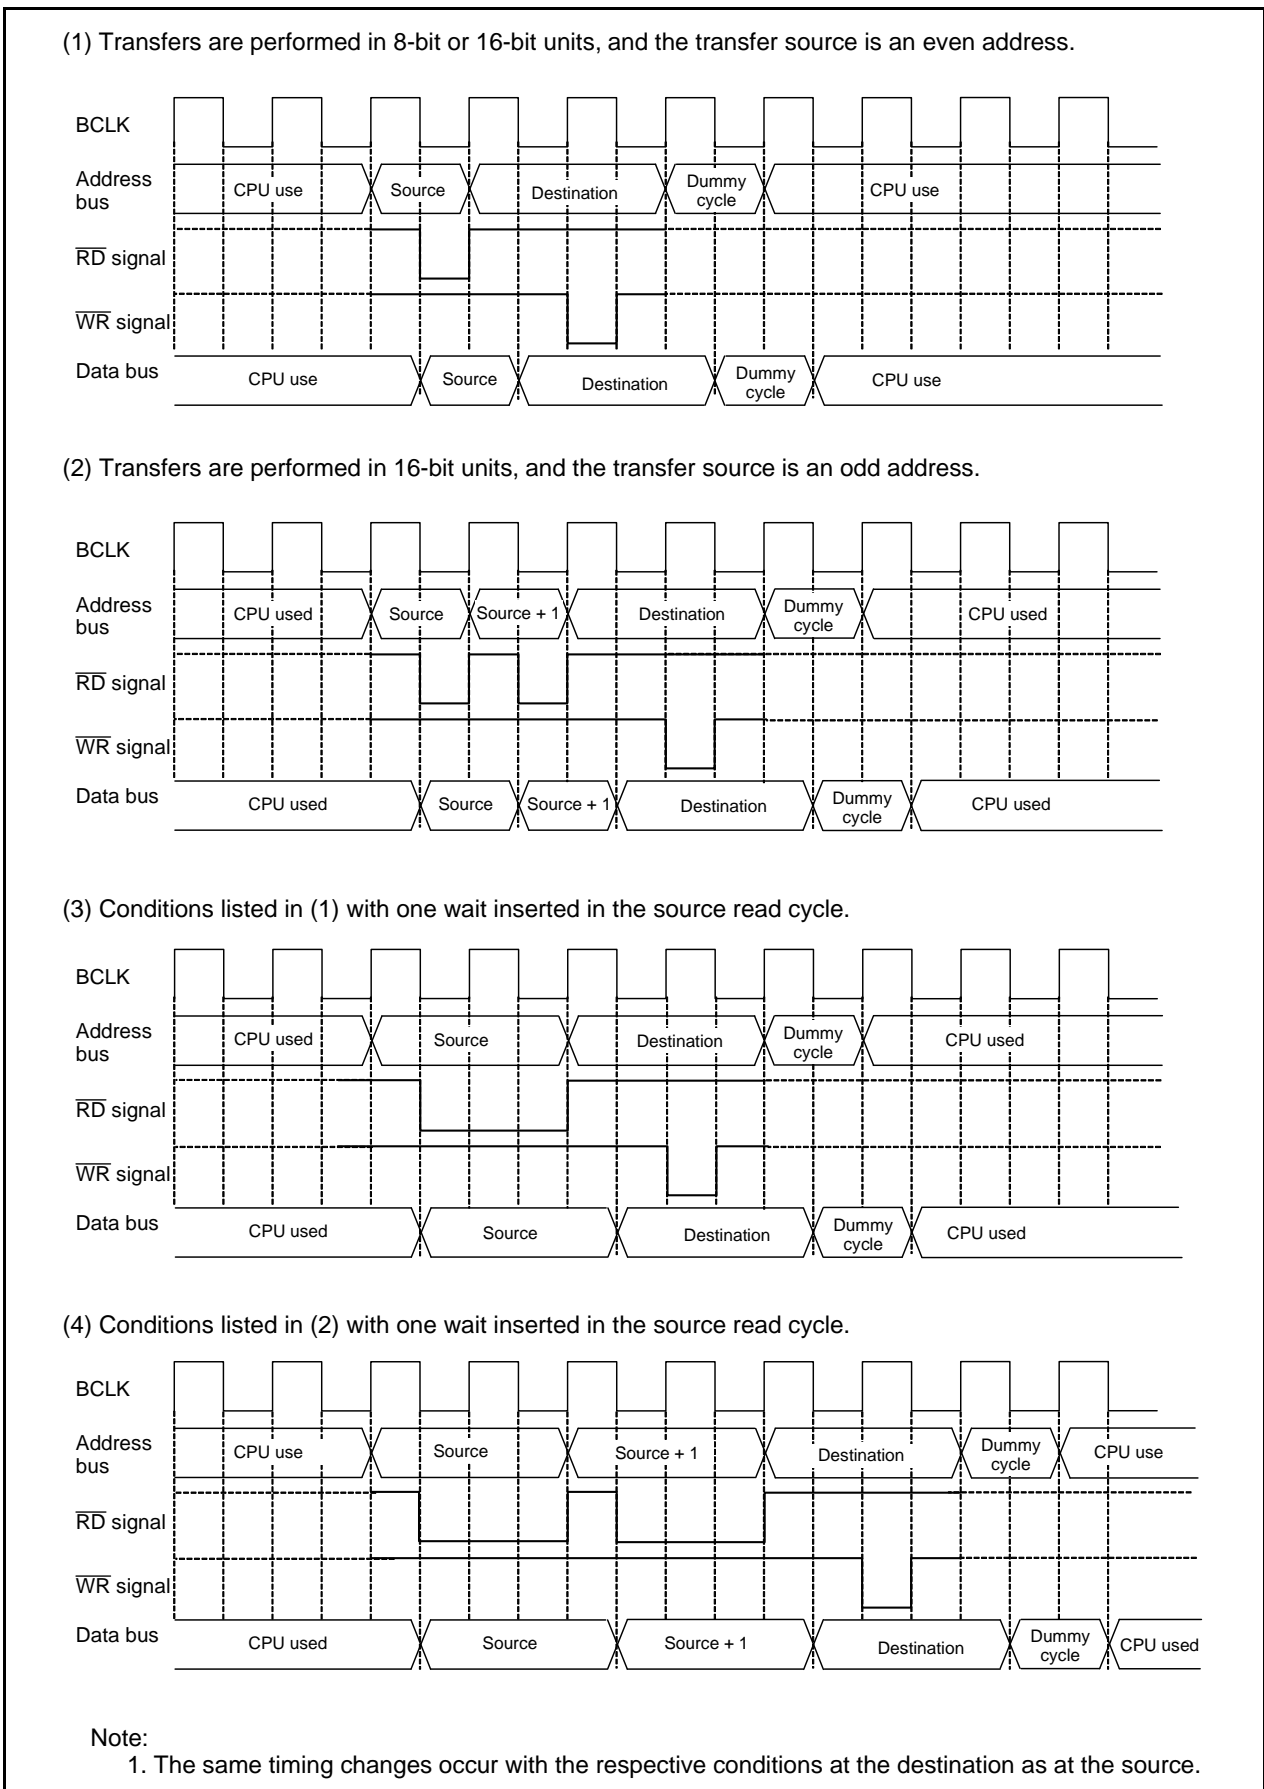 (1) Transfers are performed in 8-bit or 16-bit units, and the transfer source is an even address.
BCLK
Address
bus
CPU use
Source
Destination
Dummy
cycle
CPU use
RD signal
WR signal
Data bus
CPU use
Source
Destination
Dummy
cycle
CPU use
(2) Transfers are performed in 16-bit units, and the transfer source is an odd address.
BCLK
Address
bus
CPU used
Source
Source + 1
Destination
Dummy
cycle
CPU used
RD signal
WR signal
Data bus
CPU used
Source
Source + 1
Destination
Dummy
cycle
CPU used
(3) Conditions listed in (1) with one wait inserted in the source read cycle.
BCLK
Address
bus
CPU used
Source
Destination
Dummy
cycle
CPU used
RD signal
WR signal
Data bus
CPU used
Source
Destination
Dummy
cycle
CPU used
(4) Conditions listed in (2) with one wait inserted in the source read cycle.
BCLK
Address
bus
CPU use
Source
Source + 1
Destination
Dummy
cycle
CPU use
RD signal
WR signal
Data bus
CPU used
Source
Source + 1
Destination
Dummy
cycle
CPU used
Note:
1. The same timing changes occur with the respective conditions at the destination as at the source.